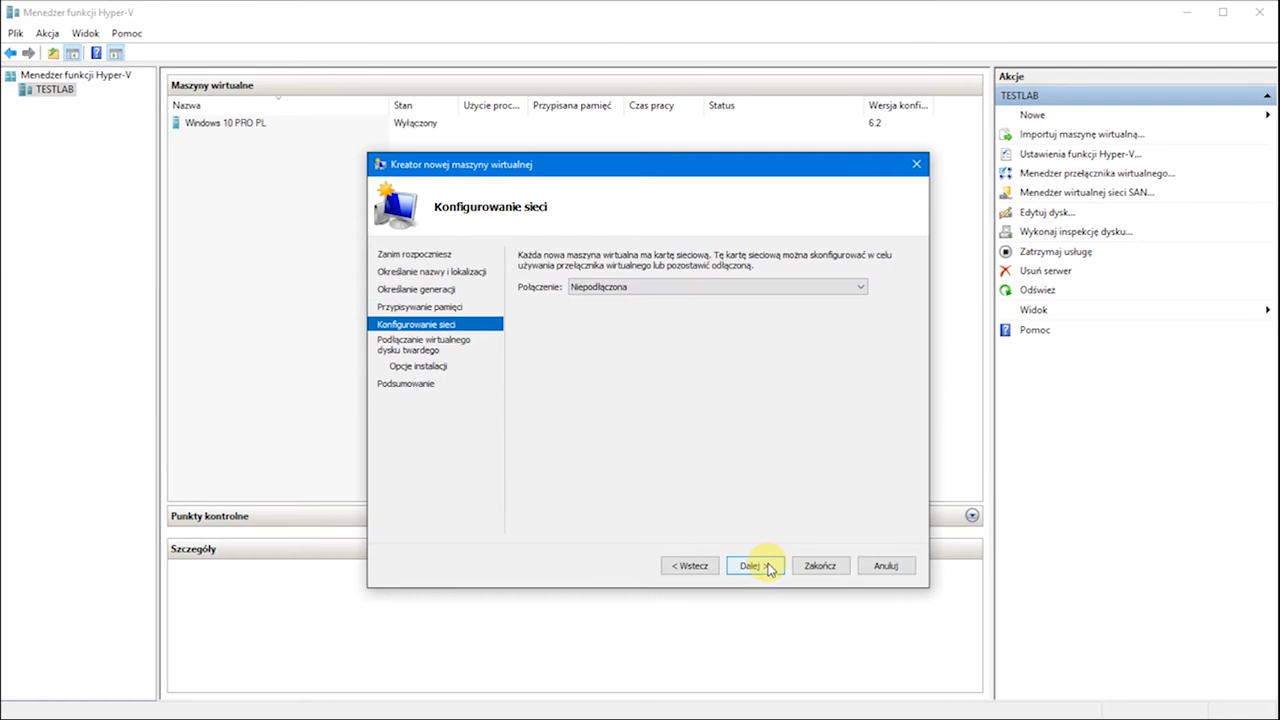 Menedżer funkcji Hyper-V
Plik Akcja Widok Pomoc
Menedżer funkcji Hyper-V
TESTLAB
Maszyny wirtualne
Nazwa Stan Użycie proc... Przypisana pamięć Czas pracy Status Wersja konfi...
Windows 10 PRO PL Wyłączony 6.2
Kreator nowej maszyny wirtualnej
Konfigurowanie sieci
Zanim rozpoczniesz
Określanie nazwy i lokalizacji
Określanie generacji
Przypisywanie pamięci
Konfigurowanie sieci
Podłączanie wirtualnego
dysku twardego
Opcje instalacji
Podsumowanie
Każda nowa maszyna wirtualna ma kartę sieciową. Tę kartę sieciową można skonfigurować w celu
używania przełącznika wirtualnego lub pozostawić odłączoną.
Połączenie: Niepodłączona
< Wstecz Dalej > Zakończ Anuluj
Punkty kontrolne
Szczegóły
Akcje
TESTLAB
Nowe
Importuj maszynę wirtualną...
Ustawienia funkcji Hyper-V...
Menedżer przełącznika wirtualnego...
Menedżer wirtualnej sieci SAN...
Edytuj dysk...
Wykonaj inspekcję dysku...
Zatrzymaj usługę
Usuń serwer
Odśwież
Widok
Pomoc